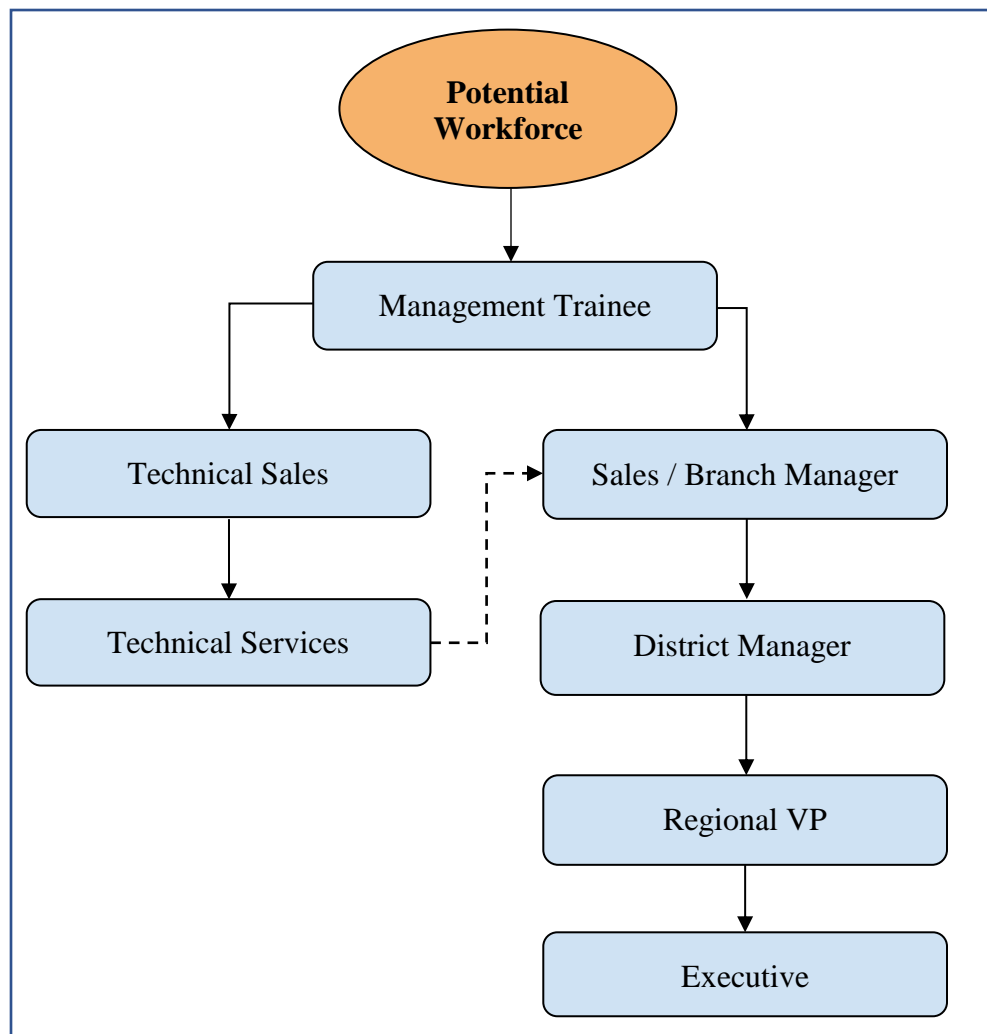 Potential
Workforce
Management Trainee
Technical Sales
Sales / Branch Manager
Technical Services
District Manager
Regional VP
Executive